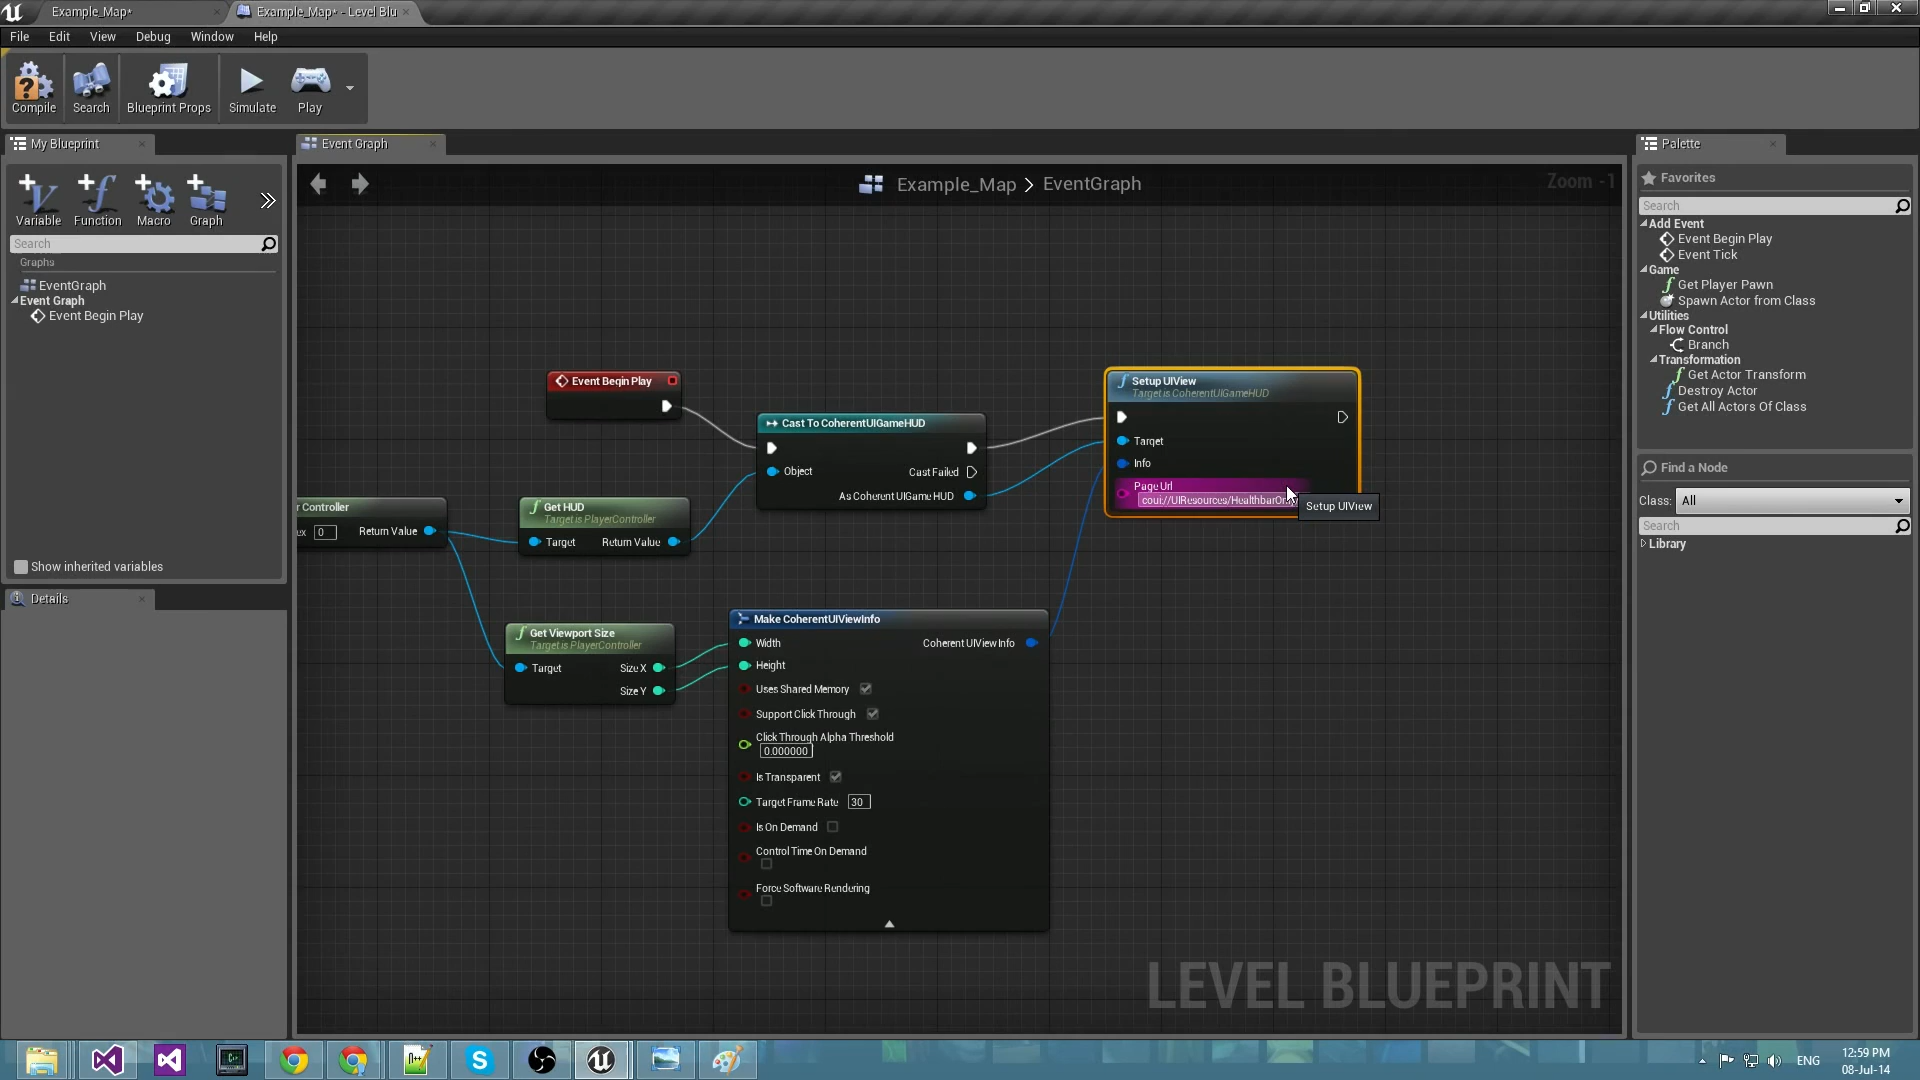 Example_Map*
Example_Map* - Level Blu
File Edit View Debug Window Help
Compile Search Blueprint Props Simulate Play
My Blueprint
Variable Function Macro Graph
Search
Graphs
EventGraph
Event Graph
Event Begin Play
Show inherited variables
Details
Event Graph
Example_Map > EventGraph
Zoom -1
Event Begin Play
Cast To CoherentUIGameHUD
Object
Cast Failed
As Coherent UIGame HUD
Setup UIView
Target is CoherentUIGameHUD
Target
Info
Page Url
coui://UIResources/HealthbarOn
Setup UIView
r Controller
ex 0
Return Value
Get HUD
Target is PlayerController
Target
Return Value
Get Viewport Size
Target is PlayerController
Target
Size X
Size Y
Make CoherentUIViewInfo
Width
Coherent UIViewInfo
Height
Uses Shared Memory
Support Click Through
Click Through Alpha Threshold
0.000000
Is Transparent
Target Frame Rate 30
Is On Demand
Control Time On Demand
Force Software Rendering
LEVEL BLUEPRINT
Palette
Favorites
Search
Add Event
Event Begin Play
Event Tick
Game
Get Player Pawn
Spawn Actor from Class
Utilities
Flow Control
Branch
Transformation
Get Actor Transform
Destroy Actor
Get All Actors Of Class
Find a Node
Class: All
Search
Library
ENG
12:59 PM
08-Jul-14